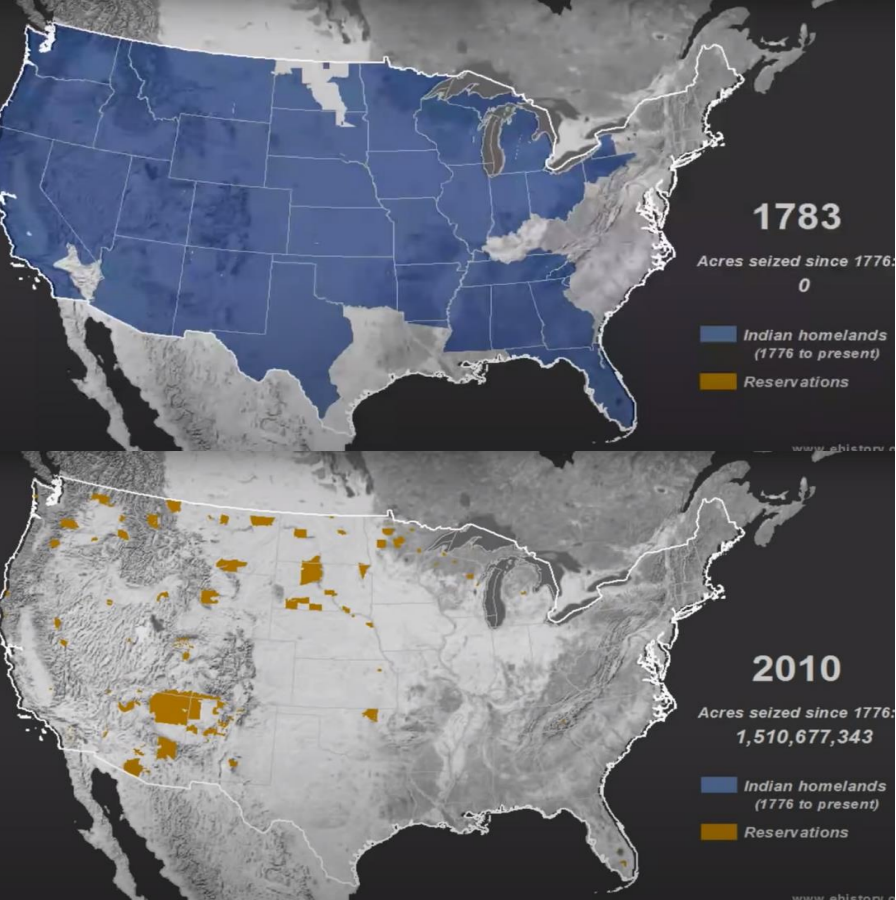 1783
Acres seized since 1776:
0
Indian homelands
(1776 to present)
Reservations
2010
Acres seized since 1776:
1,510,677,343
Indian homelands
(1776 to present)
Reservations